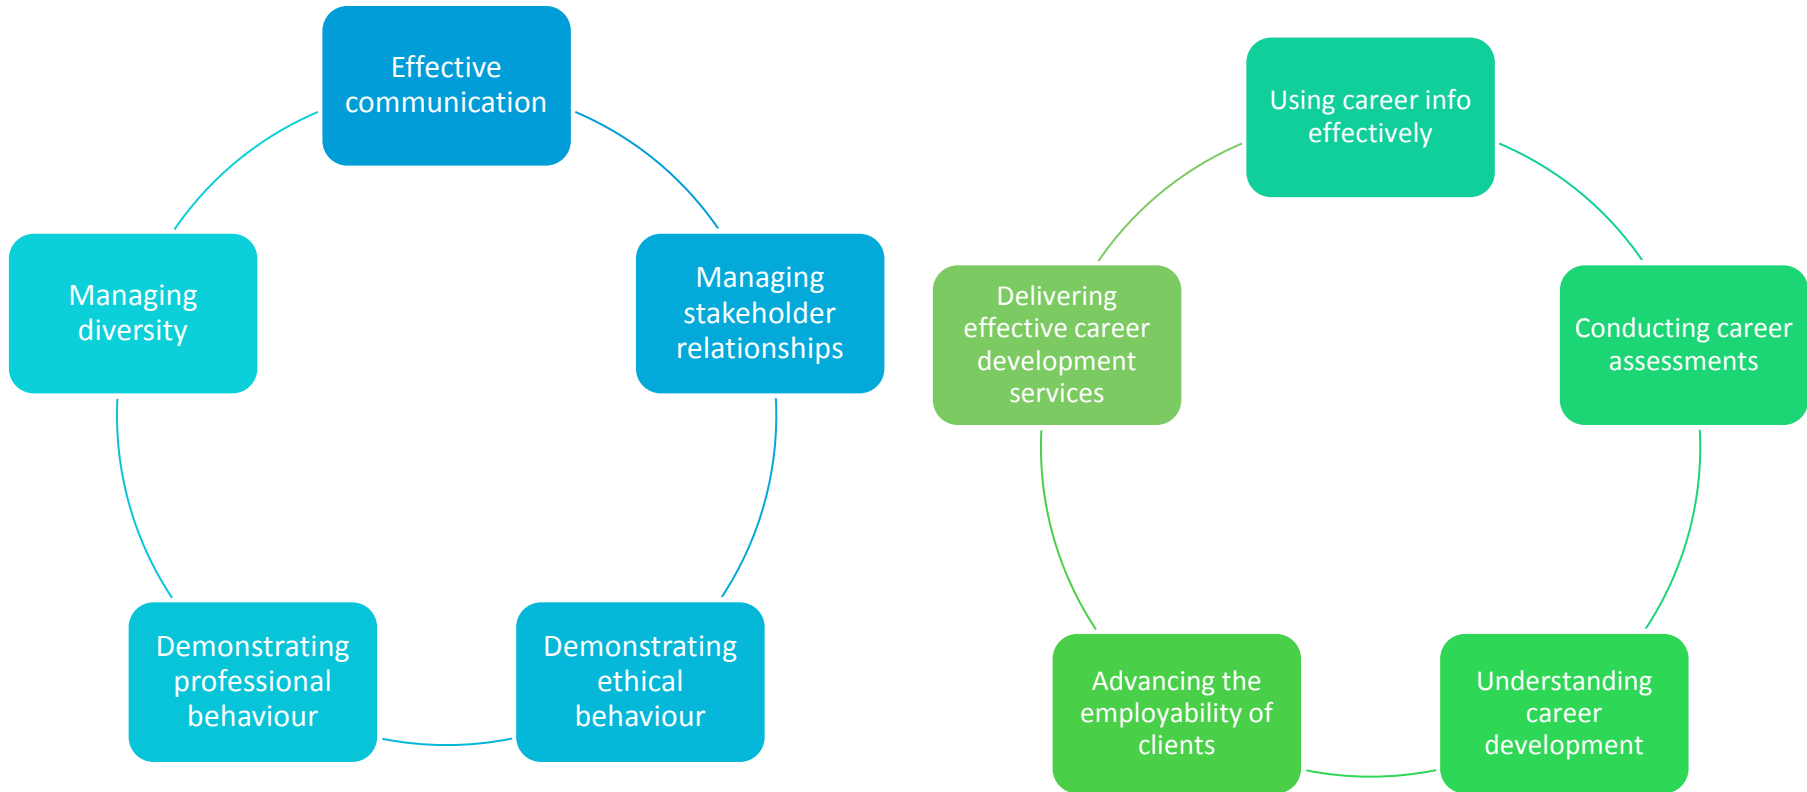 Effective
communication
Managing
stakeholder
relationships
Demonstrating
ethical
behaviour
Demonstrating
professional
behaviour
Managing
diversity
Using career info
effectively
Conducting career
assessments
Understanding
career
development
Advancing the
employability of
clients
Delivering
effective career
development
services